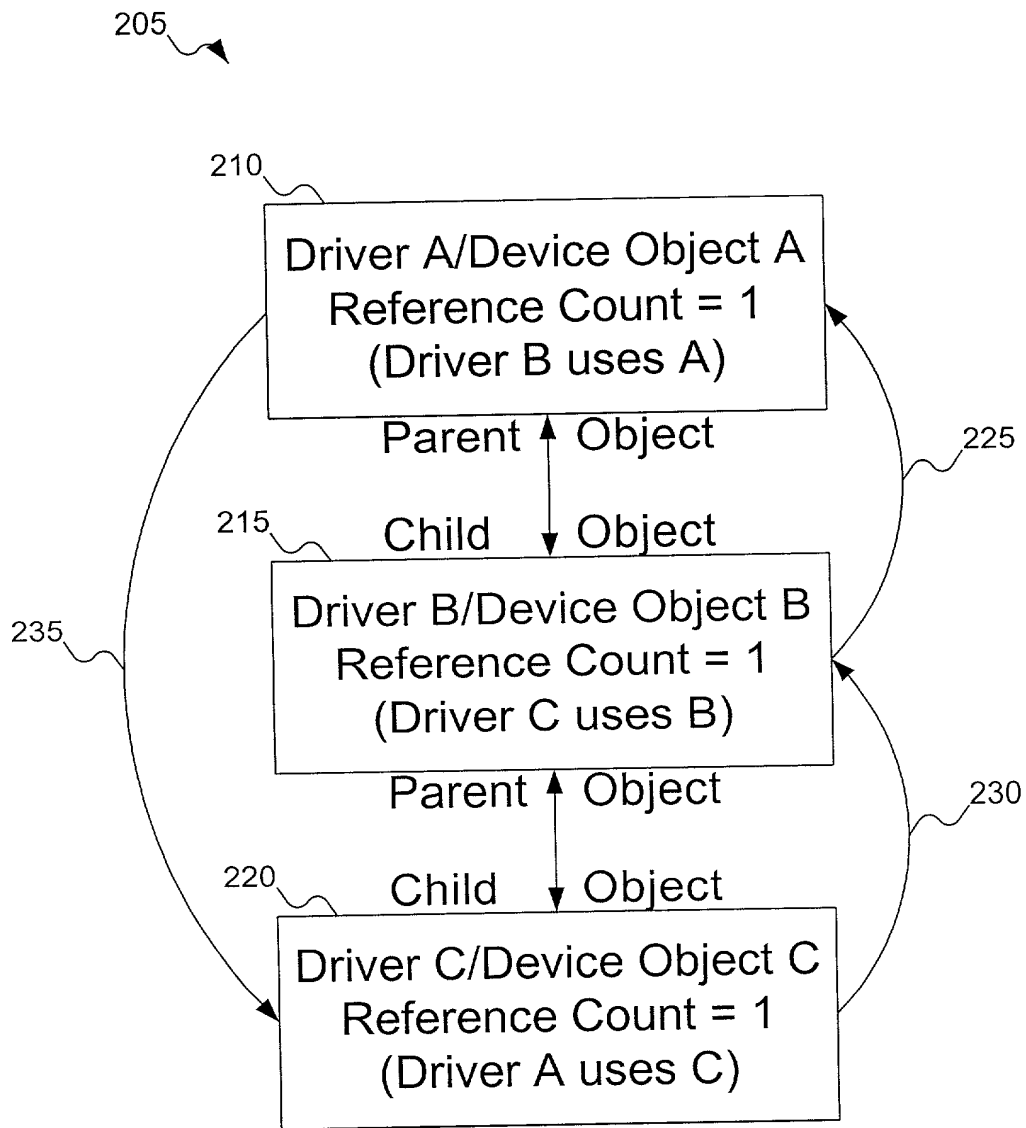 205
210
Driver A/Device Object A
Reference Count = 1
(Driver B uses A)
Parent Object
225
215
Child Object
Driver B/Device Object B
Reference Count = 1
(Driver C uses B)
235
Parent Object
230
220
Child Object
Driver C/Device Object C
Reference Count = 1
(Driver A uses C)